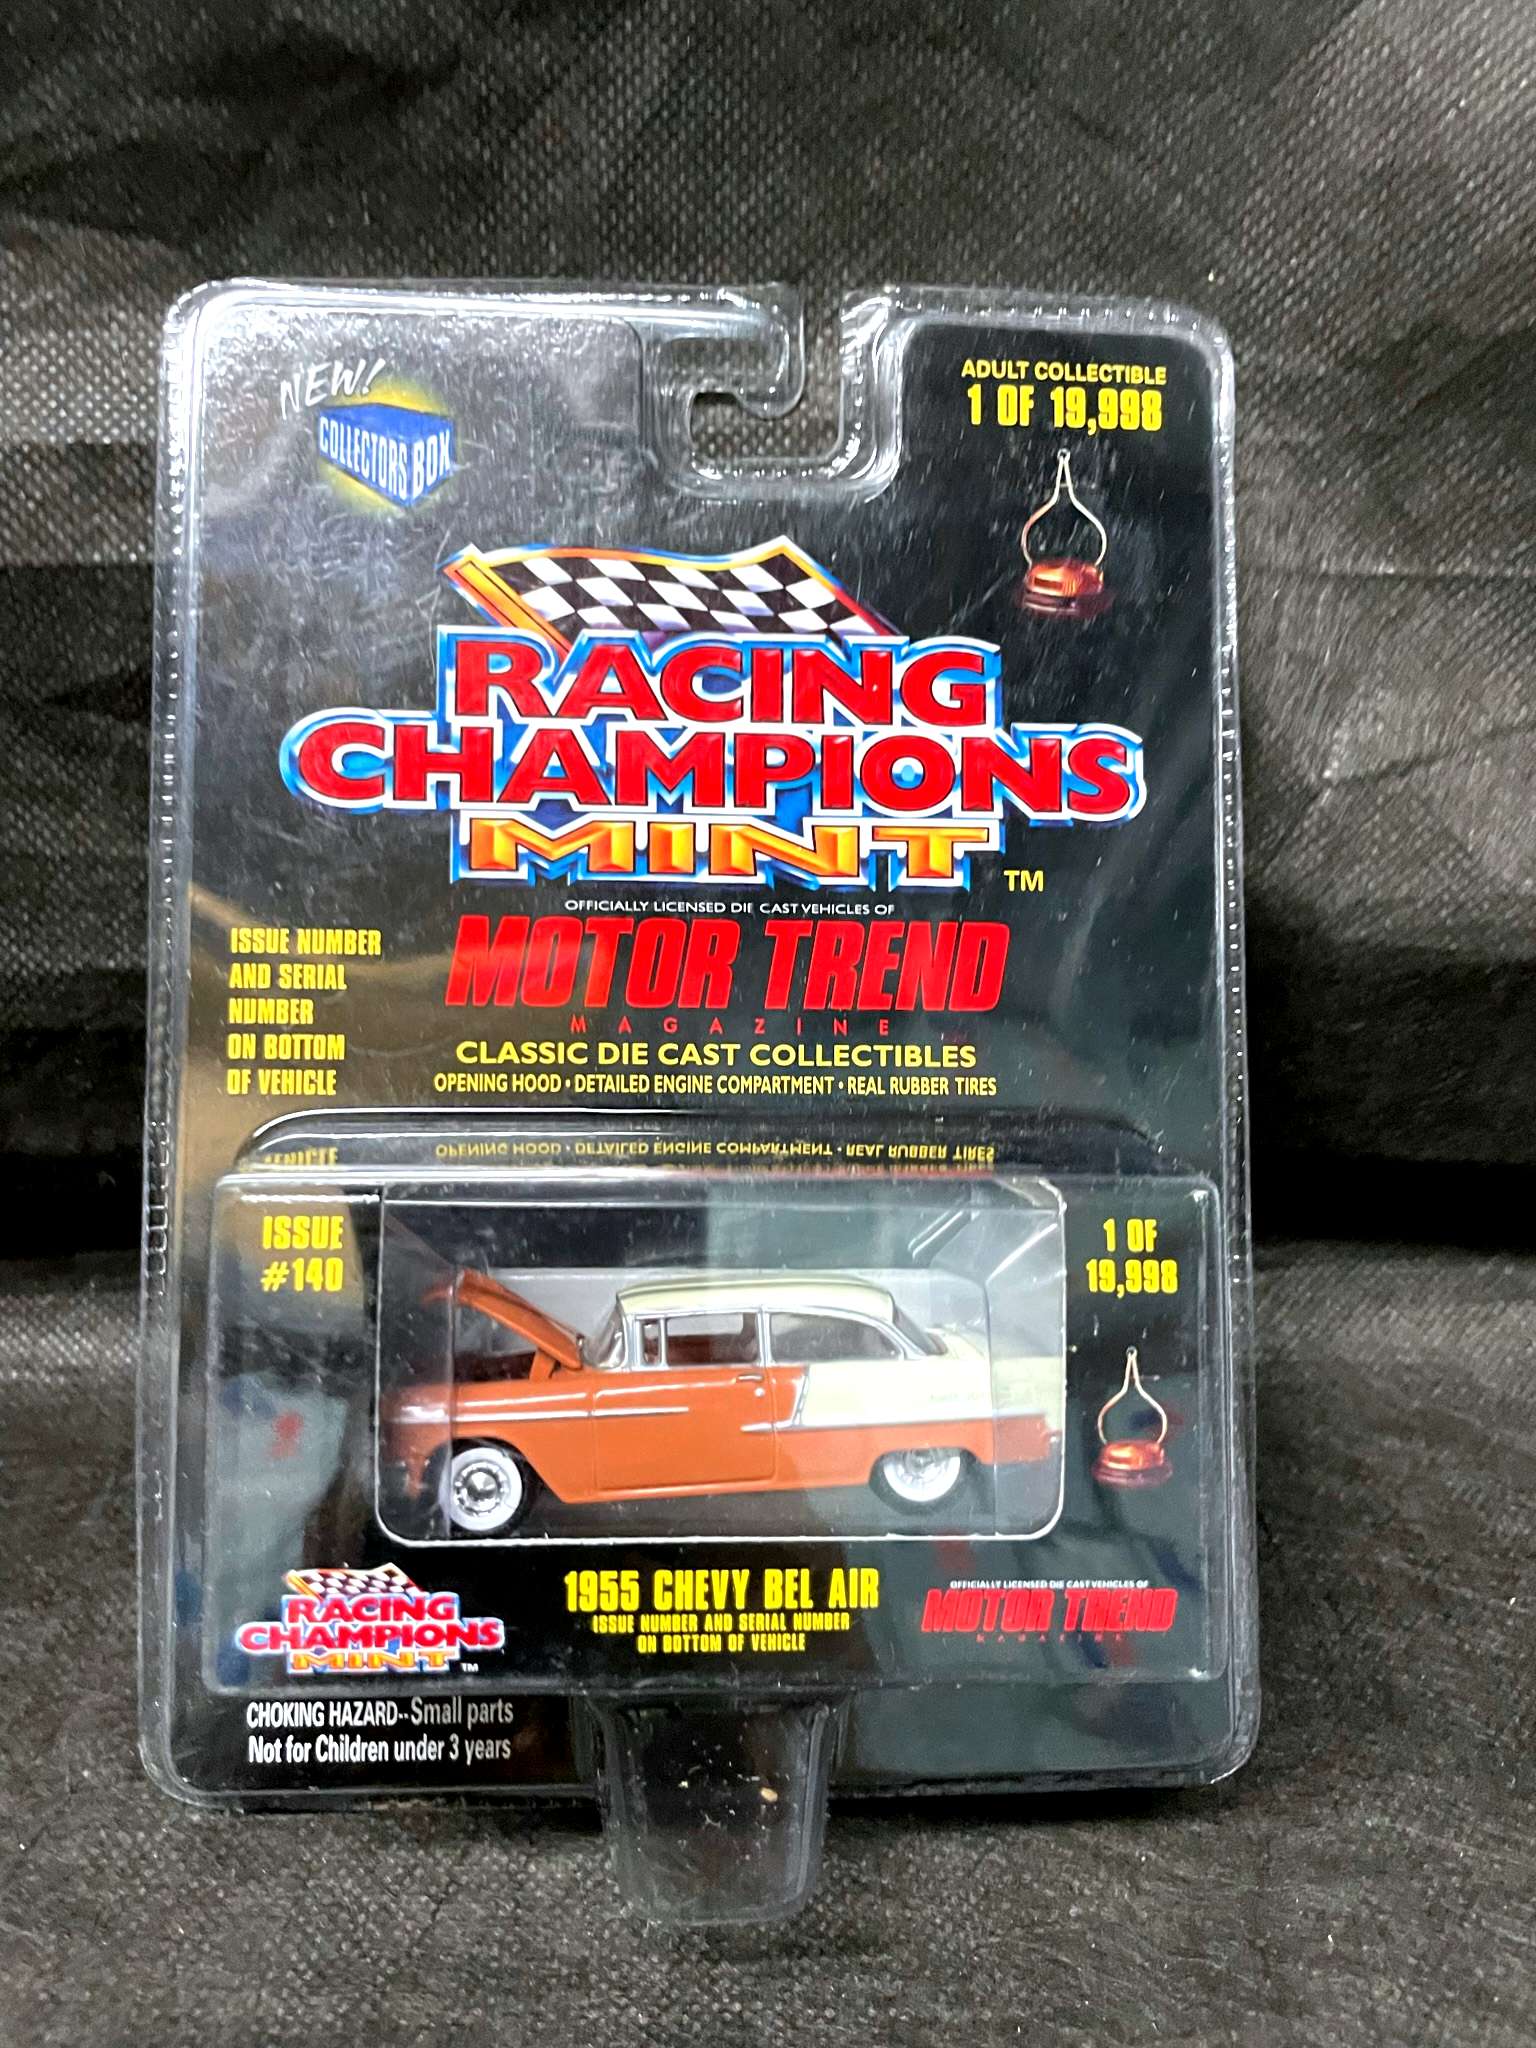 NEW!
COLLECTORS BOX
ADULT COLLECTIBLE
1 OF 19,998
RACING
CHAMPIONS
MINT TM
OFFICIALLY LICENSED DIE CAST VEHICLES OF
MOTOR TREND
MAGAZINE
CLASSIC DIE CAST COLLECTIBLES
OPENING HOOD • DETAILED ENGINE COMPARTMENT • REAL RUBBER TIRES
ISSUE NUMBER
AND SERIAL
NUMBER
ON BOTTOM
OF VEHICLE
ISSUE
#140
1 OF
19,998
RACING
CHAMPIONS
MINT TM
1955 CHEVY BEL AIR
ISSUE NUMBER AND SERIAL NUMBER
ON BOTTOM OF VEHICLE
OFFICIALLY LICENSED DIE CAST VEHICLES OF
MOTOR TREND
MAGAZINE
CHOKING HAZARD--Small parts
Not for Children under 3 years